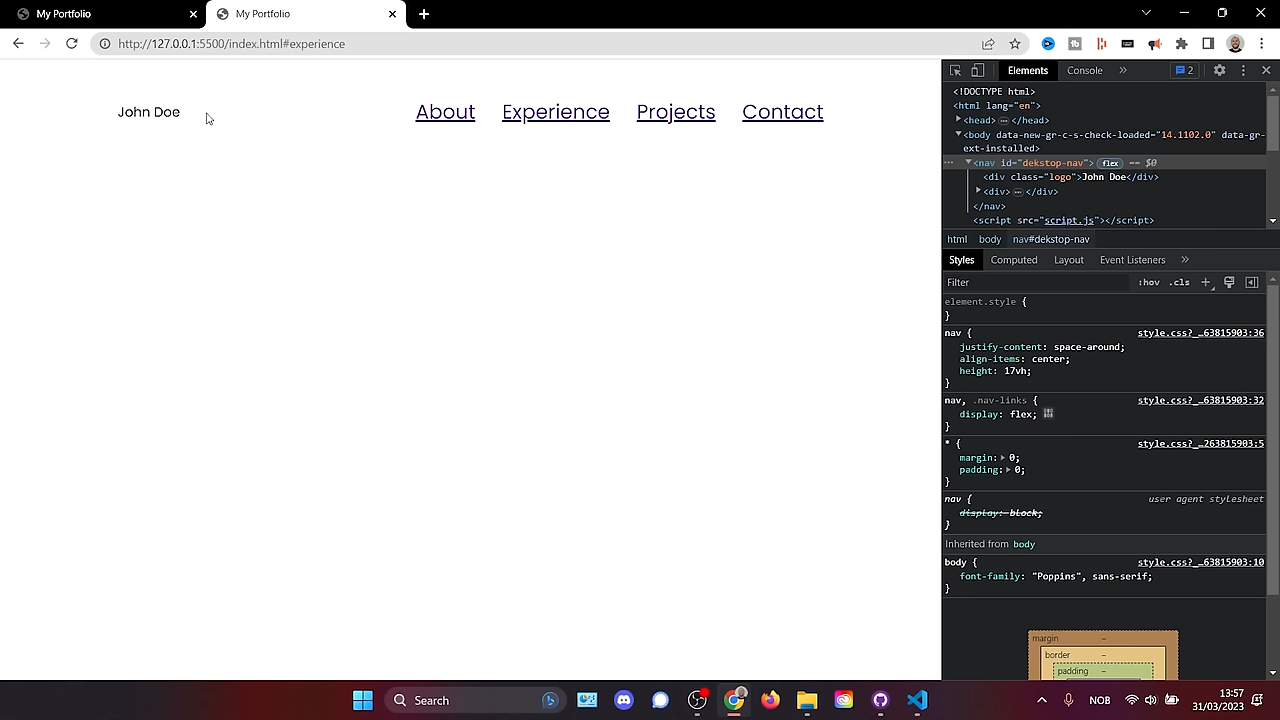 My Portfolio
My Portfolio
http://127.0.0.1:5500/index.html#experience
John Doe
About Experience Projects Contact
Elements Console 2
<!DOCTYPE html>
<html lang="en">
<head> … </head>
<body data-new-gr-c-s-check-loaded="14.1102.0" data-gr-
ext-installed>
<nav id="dekstop-nav"> flex == $0
<div class="logo">John Doe</div>
<div> … </div>
</nav>
<script src="script.js"></script>
html body nav#dekstop-nav
Styles Computed Layout Event Listeners
Filter :hov .cls
element.style {
}
nav { style.css?_…63815903:36
justify-content: space-around;
align-items: center;
height: 17vh;
}
nav, .nav-links { style.css?_…63815903:32
display: flex;
}
* { style.css?_…263815903:5
margin: 0;
padding: 0;
}
nav { user agent stylesheet
display: block;
}
Inherited from body
body { style.css?_…63815903:10
font-family: "Poppins", sans-serif;
}
margin –
border –
padding –
Search NOB 13:57
31/03/2023